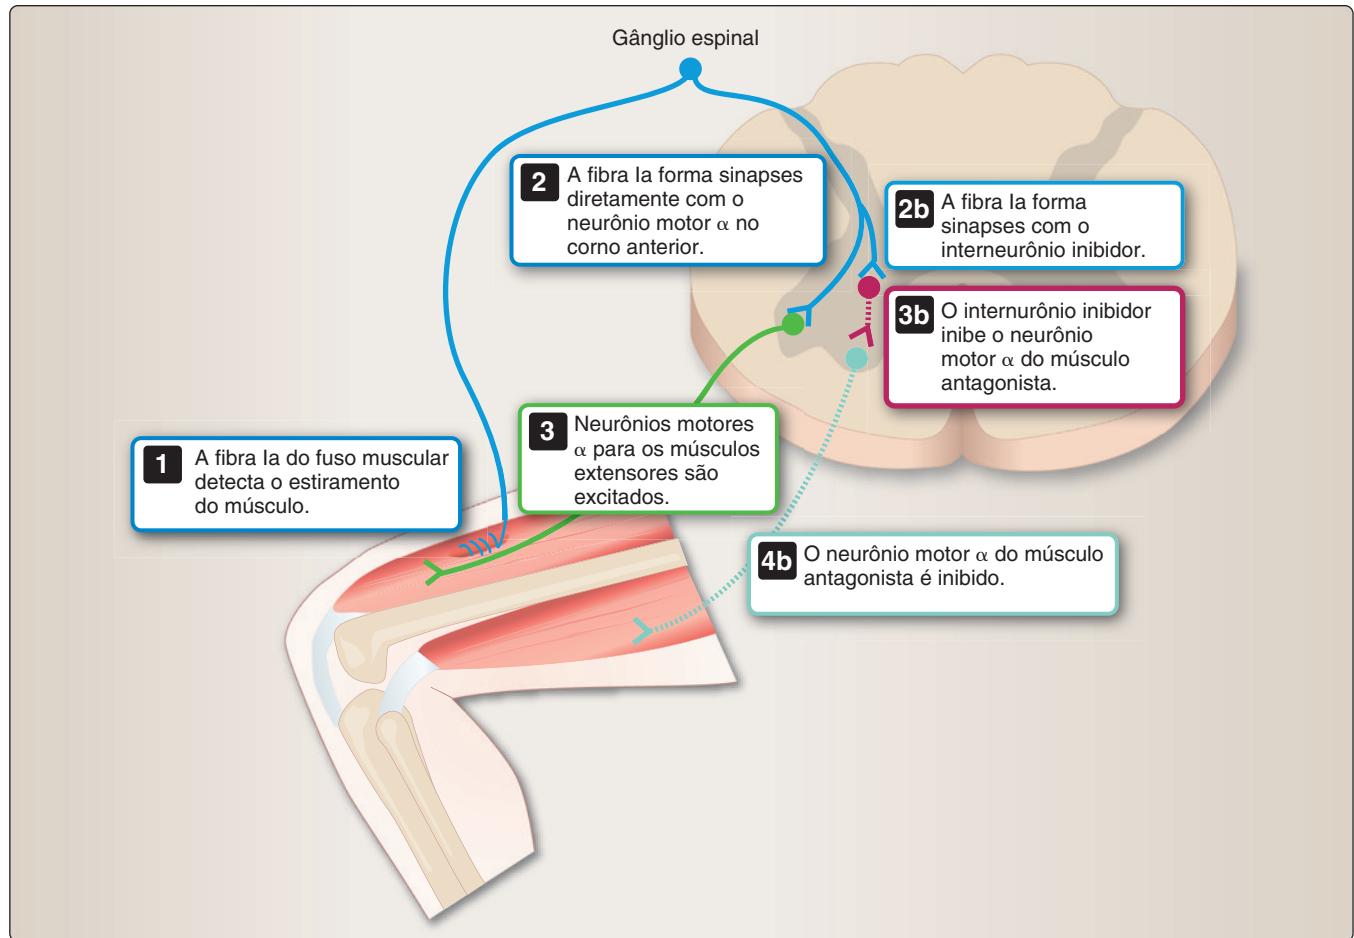 Gânglio espinal
2 A fibra Ia forma sinapses
diretamente com o
neurônio motor α no
corno anterior.
2b A fibra Ia forma
sinapses com o
interneurônio inibidor.
3b O internurônio inibidor
inibe o neurônio
motor α do músculo
antagonista.
3 Neurônios motores
α para os músculos
extensores são
excitados.
1 A fibra Ia do fuso muscular
detecta o estiramento
do músculo.
4b O neurônio motor α do músculo
antagonista é inibido.